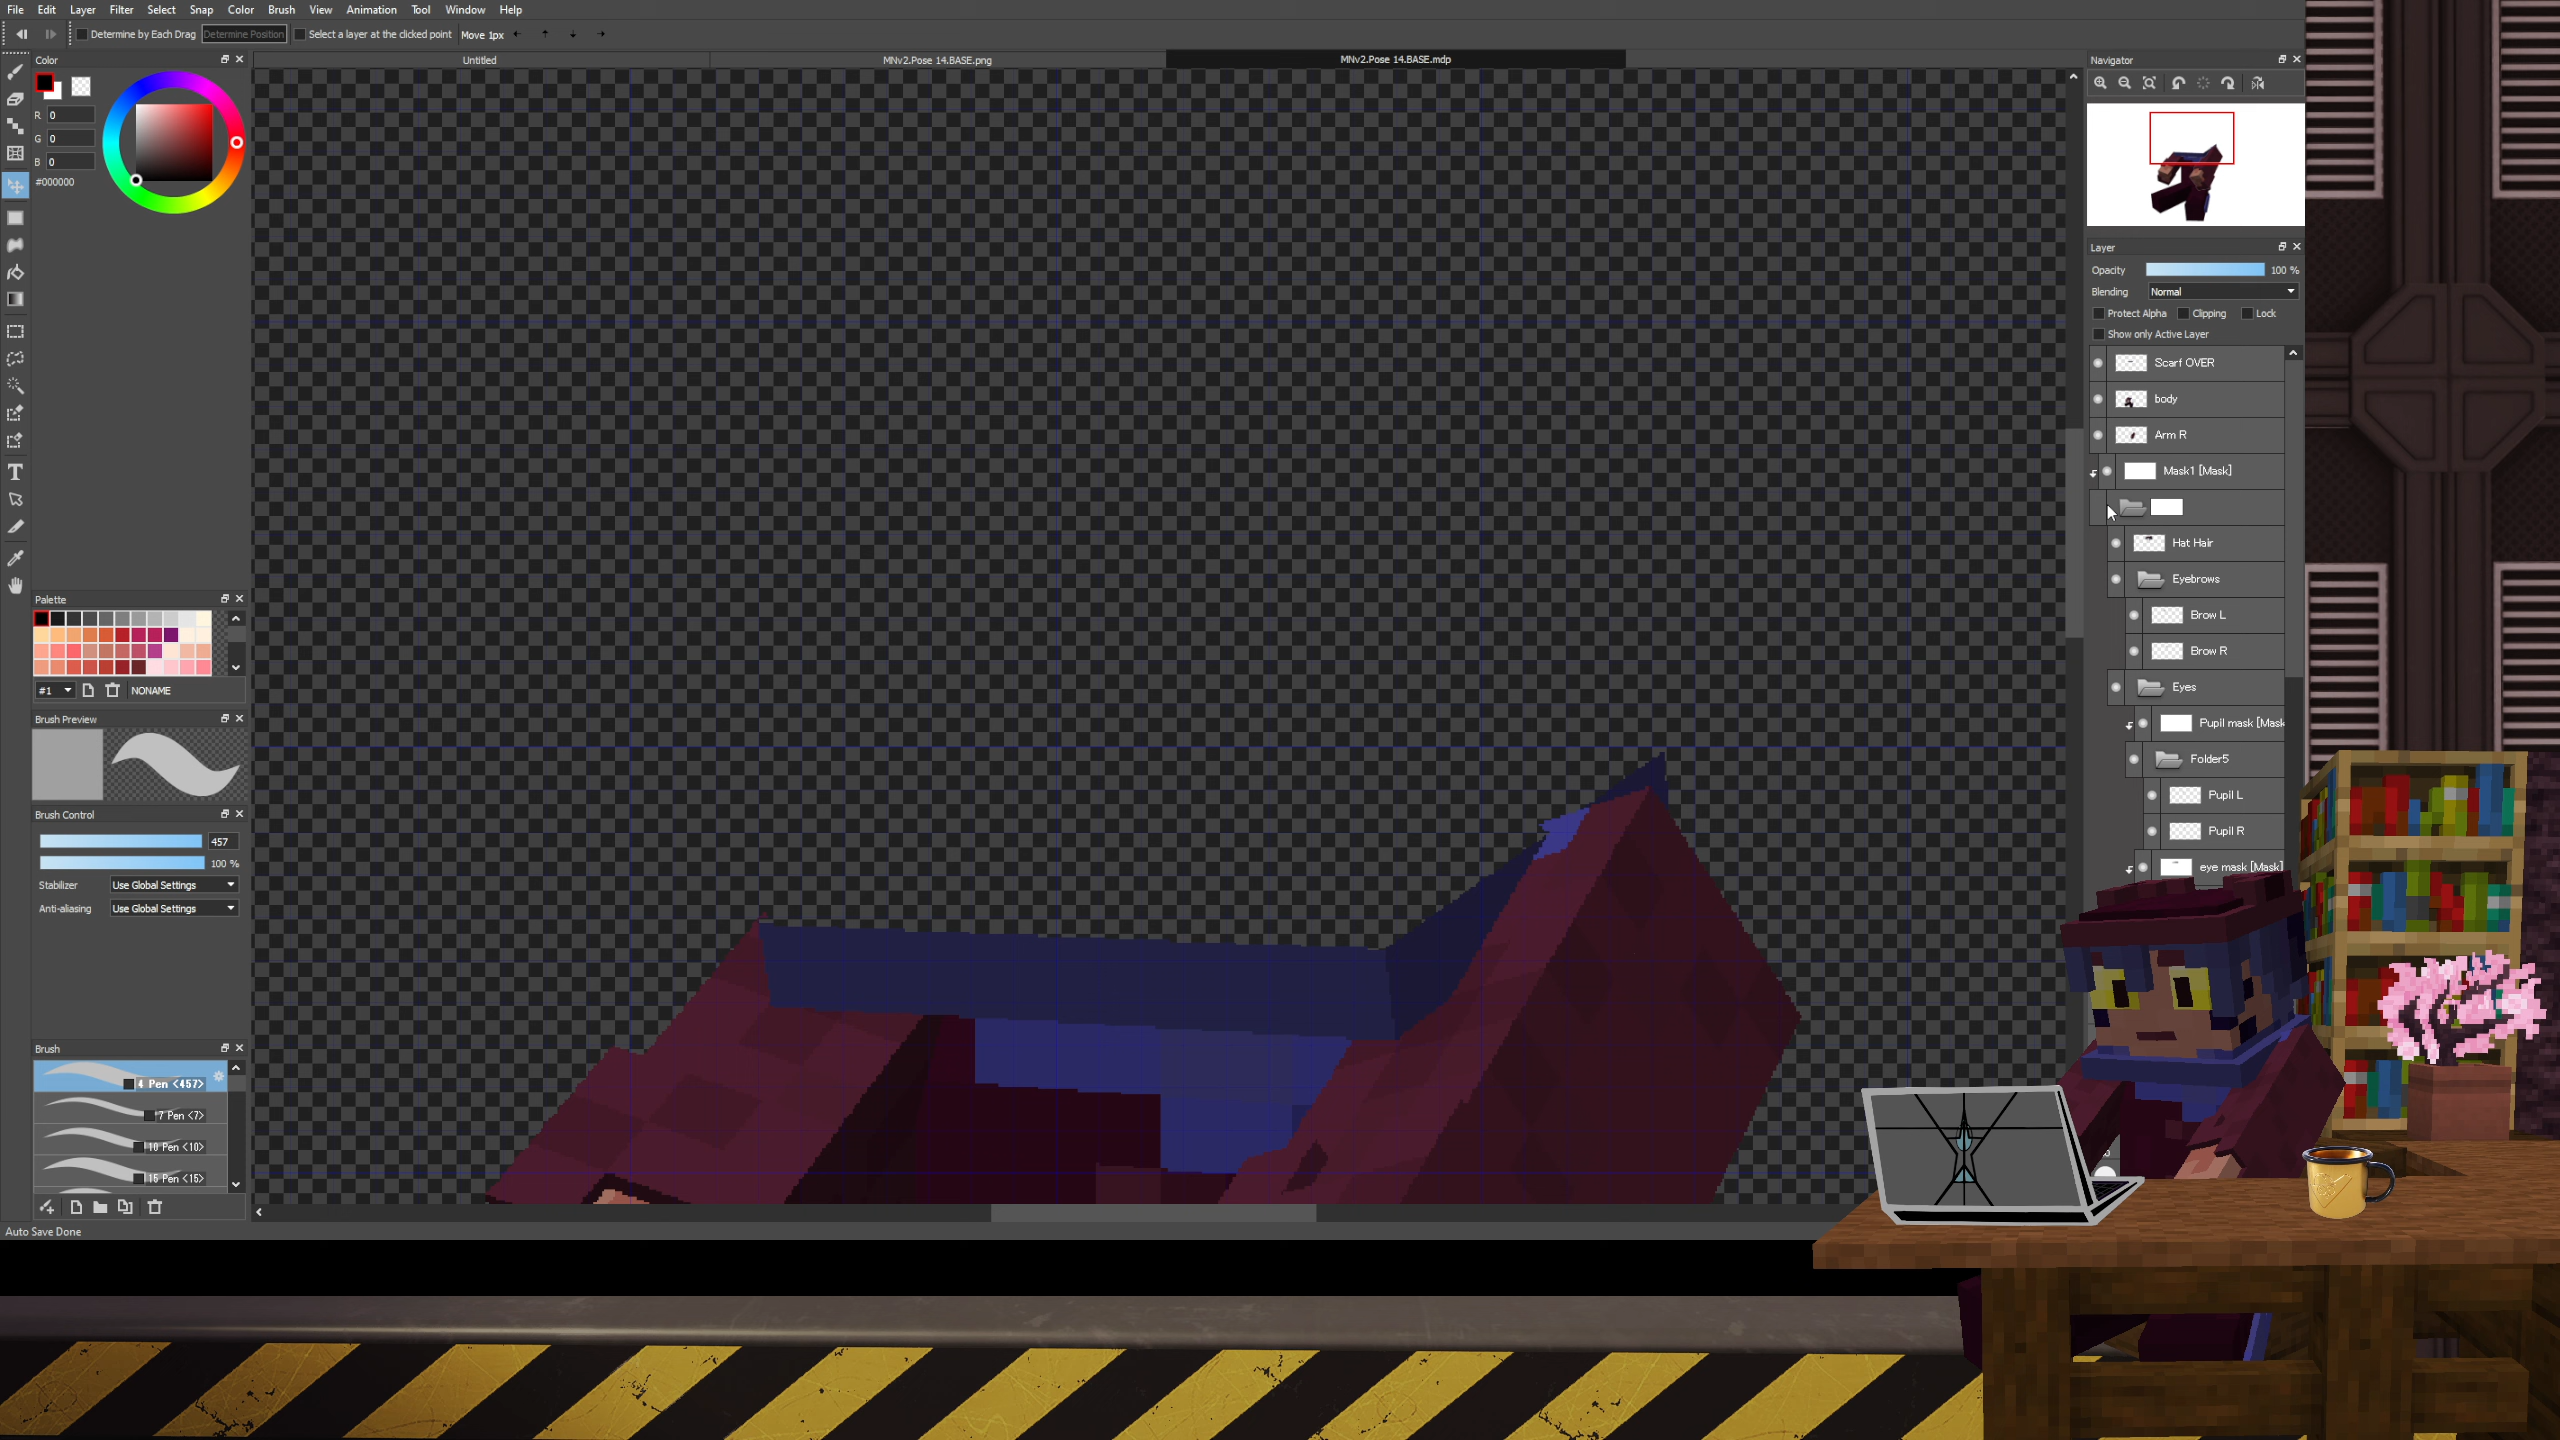 File Edit Layer Filter Select Snap Color Brush View Animation Tool Window Help
Determine by Each Drag Determine Position Select a layer at the clicked point Move 1px
Color
Untitled
MNv2.Pose 14.BASE.png
MNv2.Pose 14.BASE.mdp
Navigator
R 0
G 0
B 0
#000000
Layer
Opacity 100 %
Blending Normal
Protect Alpha Clipping Lock
Show only Active Layer
Scarf OVER
body
Arm R
Mask1 [Mask]
Hat Hair
Eyebrows
Brow L
Brow R
Eyes
Pupil mask [Mask
Folder5
Pupil L
Pupil R
eye mask [Mask]
Palette
#1 NONAME
Brush Preview
Brush Control
457
100 %
Stabilizer Use Global Settings
Anti-aliasing Use Global Settings
Brush
4 Pen <457>
7 Pen <7>
10 Pen <10>
15 Pen <15>
Auto Save Done